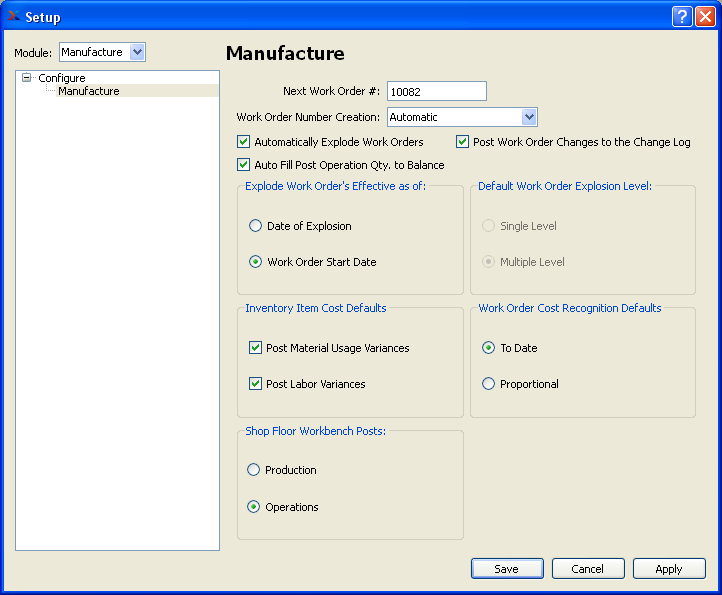 Setup
Module: Manufacture
Configure
Manufacture
Manufacture
Next Work Order #: 10082
Work Order Number Creation: Automatic
Automatically Explode Work Orders Post Work Order Changes to the Change Log
Auto Fill Post Operation Qty. to Balance
Explode Work Order's Effective as of: Default Work Order Explosion Level:
Date of Explosion Single Level
Work Order Start Date Multiple Level
Inventory Item Cost Defaults Work Order Cost Recognition Defaults
Post Material Usage Variances To Date
Post Labor Variances Proportional
Shop Floor Workbench Posts:
Production
Operations
Save Cancel Apply